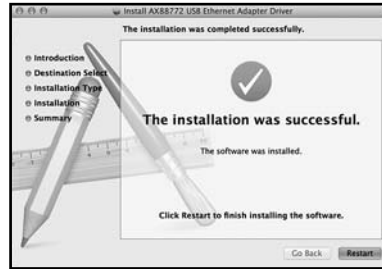 Install AX88772 USB Ethernet Adapter Driver
The installation was completed successfully.
Introduction
Destination Select
Installation Type
Installation
Summary
The installation was successful.
The software was installed.
Click Restart to finish installing the software.
Go Back
Restart